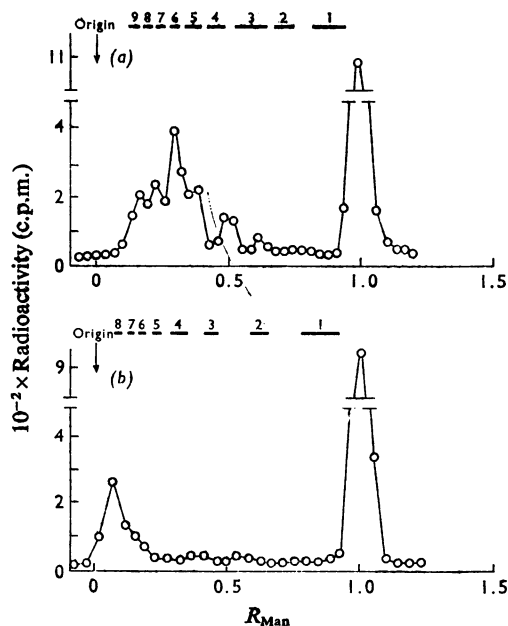 9 8 7 6 5 4 3 2 1
Origin
(a)
11
4
2
0
0 0.5 1.0 1.5
8 7 6 5 4 3 2 1
Origin
(b)
9
4
2
0
0 0.5 1.0 1.5
10⁻² × Radioactivity (c.p.m.)
R_Man